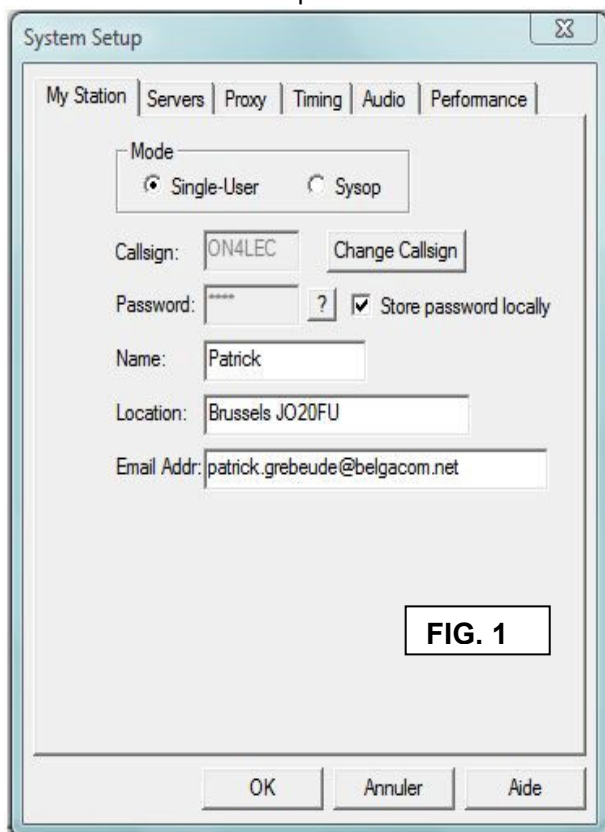 System Setup
My Station Servers Proxy Timing Audio Performance
Mode
Single-User Sysop
Callsign: ON4LEC Change Callsign
Password: **** ? Store password locally
Name: Patrick
Location: Brussels JO20FU
Email Addr: patrick.grebeude@belgacom.net
FIG. 1
OK Annuler Aide